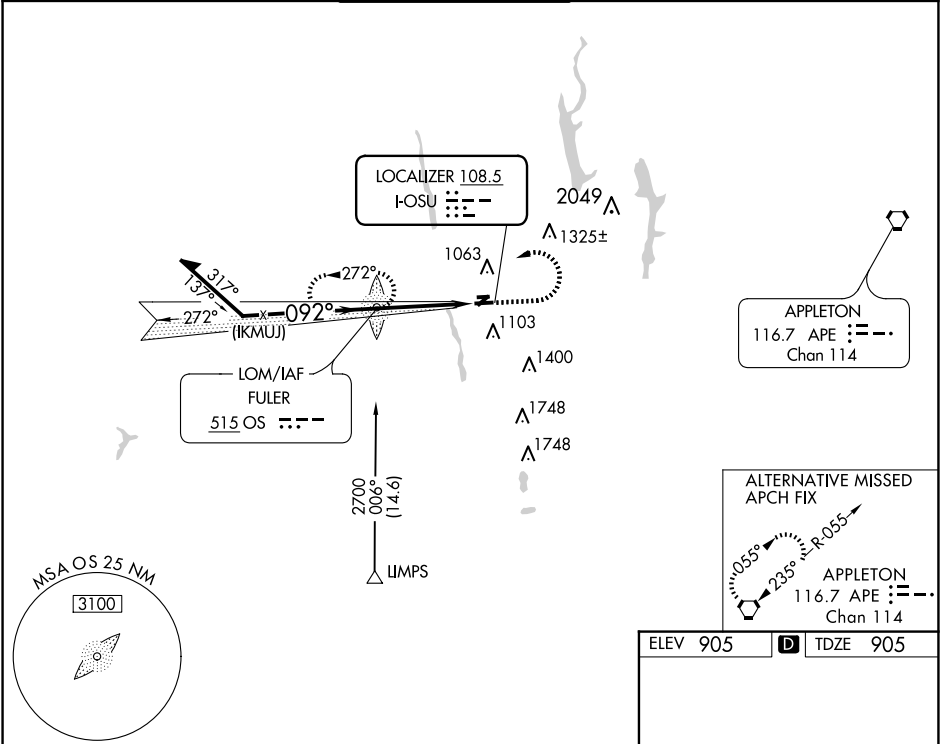 LOCALIZER 108.5
I-OSU
2049
1325±
1063
317°
137°
272°
272°
092°
(IKMUJ)
1103
APPLETON
116.7 APE
Chan 114
LOM/IAF
FULER
515 OS
1400
1748
1748
2700
006°
(14.6)
LIMPS
MSA OS 25 NM
3100
ALTERNATIVE MISSED
APCH FIX
055°
R-055
235°
APPLETON
116.7 APE
Chan 114
ELEV 905
D
TDZE 905